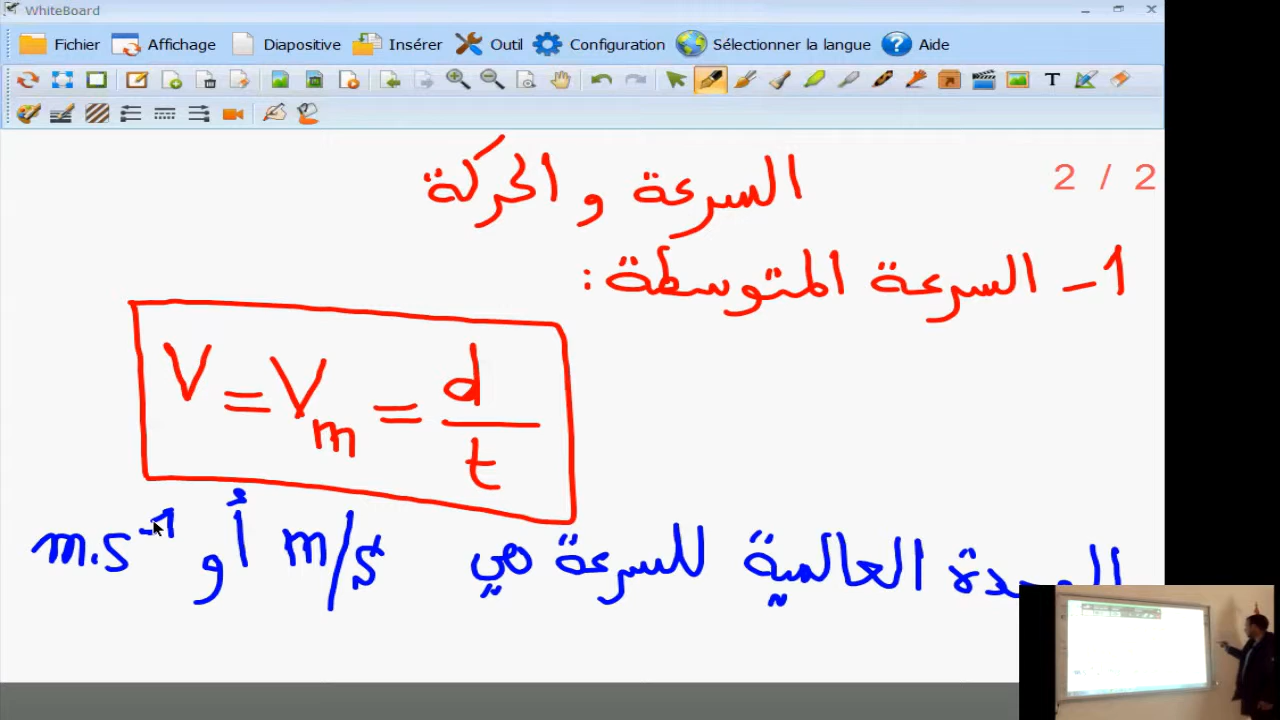 WhiteBoard
Fichier Affichage Diapositive Insérer Outil Configuration Sélectionner la langue Aide
2 / 2
السرعة و الحركة
1- السرعة المتوسطة :
V = Vm = d/t
الوحدة العالمية للسرعة هي m/s أو m.s⁻¹